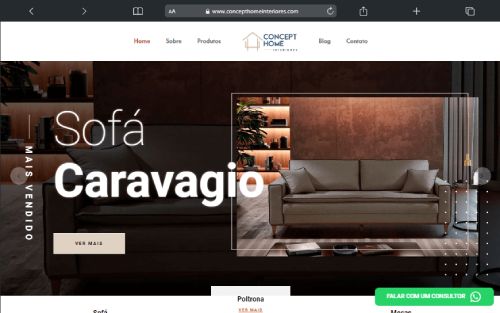 AA www.concepthomeinteriores.com
Home Sobre Produtos
CONCEPT
HOME
INTERIORES
Blog Contato
MAIS VENDIDO
Sofá
Caravagio
VER MAIS
FALAR COM UM CONSULTOR
Poltrona
VER MAIS
Sofá
Mesas